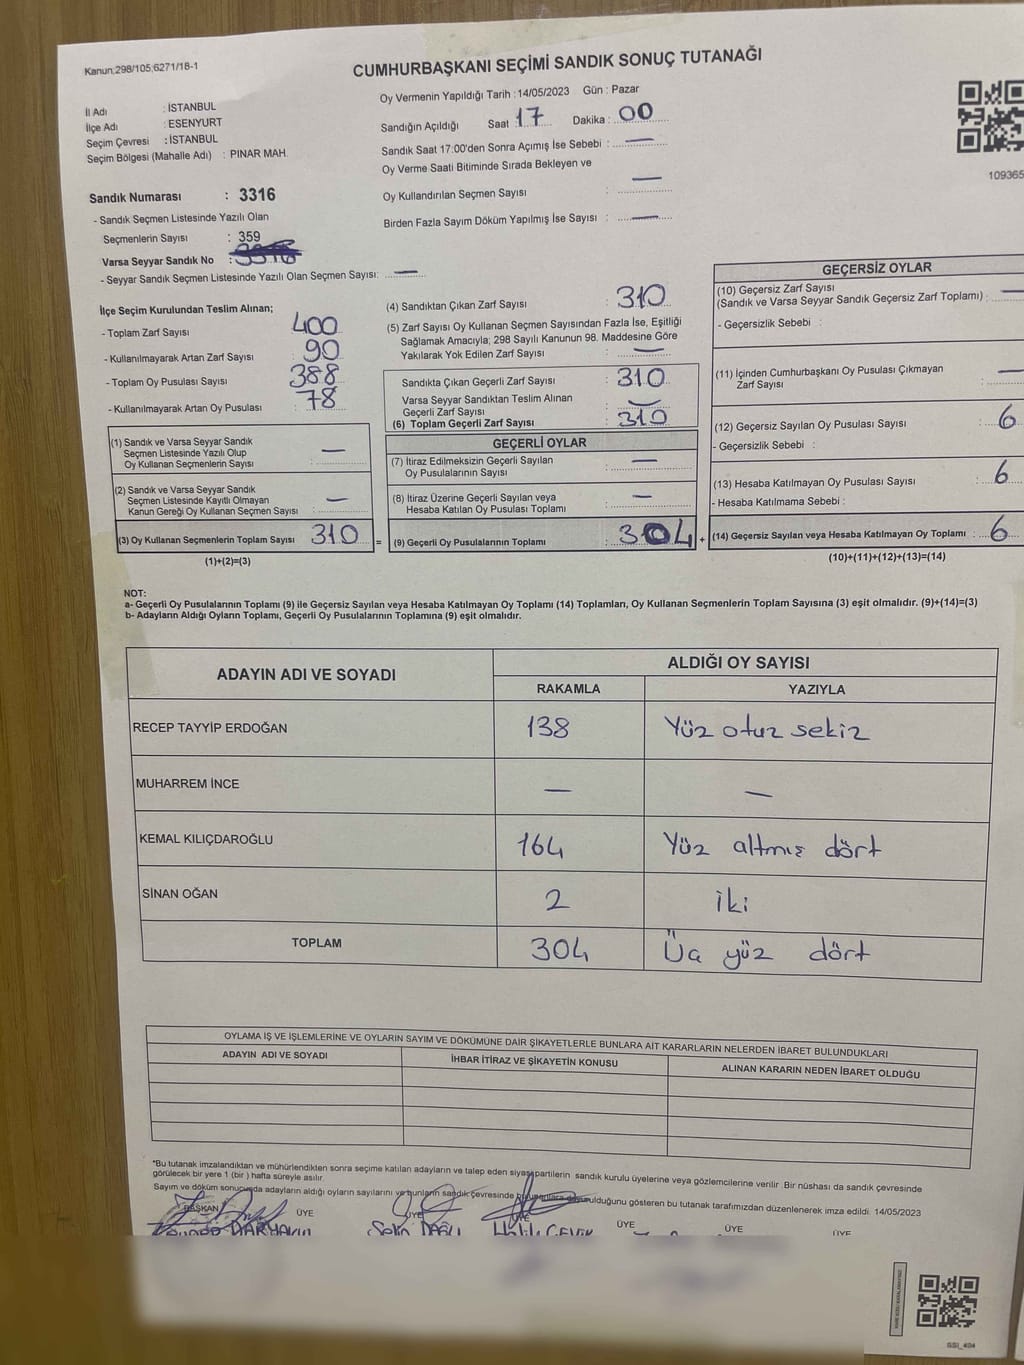 Kanun;298/105;6271/18-1
CUMHURBAŞKANI SEÇİMİ SANDIK SONUÇ TUTANAĞI
İl Adı : İSTANBUL
İlçe Adı : ESENYURT
Seçim Çevresi : İSTANBUL
Seçim Bölgesi (Mahalle Adı) : PINAR MAH.
Oy Vermenin Yapıldığı Tarih : 14/05/2023 Gün : Pazar
Sandığın Açıldığı Saat : 17 Dakika : 00
Sandık Saat 17:00'den Sonra Açımış İse Sebebi : —
Oy Verme Saati Bitiminde Sırada Bekleyen ve
Oy Kullandırılan Seçmen Sayısı : —
Birden Fazla Sayım Döküm Yapılmış İse Sayısı : —
109365
Sandık Numarası : 3316
- Sandık Seçmen Listesinde Yazılı Olan
Seçmenlerin Sayısı : 359
Varsa Seyyar Sandık No :
- Seyyar Sandık Seçmen Listesinde Yazılı Olan Seçmen Sayısı: —
İlçe Seçim Kurulundan Teslim Alınan;
- Toplam Zarf Sayısı : 400
- Kullanılmayarak Artan Zarf Sayısı : 90
- Toplam Oy Pusulası Sayısı : 388
- Kullanılmayarak Artan Oy Pusulası : 78
(1) Sandık ve Varsa Seyyar Sandık
Seçmen Listesinde Yazılı Olup
Oy Kullanan Seçmenlerin Sayısı : —
(2) Sandık ve Varsa Seyyar Sandık
Seçmen Listesinde Kayıtlı Olmayan
Kanun Gereği Oy Kullanan Seçmen Sayısı : —
(3) Oy Kullanan Seçmenlerin Toplam Sayısı 310 =
(1)+(2)=(3)
(4) Sandıktan Çıkan Zarf Sayısı : 310
(5) Zarf Sayısı Oy Kullanan Seçmen Sayısından Fazla İse, Eşitliği
Sağlamak Amacıyla; 298 Sayılı Kanunun 98. Maddesine Göre
Yakılarak Yok Edilen Zarf Sayısı : —
Sandıkta Çıkan Geçerli Zarf Sayısı : 310
Varsa Seyyar Sandıktan Teslim Alınan
Geçerli Zarf Sayısı : —
(6) Toplam Geçerli Zarf Sayısı : 310
GEÇERLİ OYLAR
(7) İtiraz Edilmeksizin Geçerli Sayılan
Oy Pusulalarının Sayısı : —
(8) İtiraz Üzerine Geçerli Sayılan veya
Hesaba Katılan Oy Pusulası Toplamı : —
(9) Geçerli Oy Pusulalarının Toplamı : 304 +
GEÇERSİZ OYLAR
(10) Geçersiz Zarf Sayısı
(Sandık ve Varsa Seyyar Sandık Geçersiz Zarf Toplamı) : —
- Geçersizlik Sebebi :
(11) İçinden Cumhurbaşkanı Oy Pusulası Çıkmayan
Zarf Sayısı : —
(12) Geçersiz Sayılan Oy Pusulası Sayısı : 6
- Geçersizlik Sebebi :
(13) Hesaba Katılmayan Oy Pusulası Sayısı : 6
- Hesaba Katılmama Sebebi :
(14) Geçersiz Sayılan veya Hesaba Katılmayan Oy Toplamı : 6
(10)+(11)+(12)+(13)=(14)
NOT:
a- Geçerli Oy Pusulalarının Toplamı (9) ile Geçersiz Sayılan veya Hesaba Katılmayan Oy Toplamı (14) Toplamları, Oy Kullanan Seçmenlerin Toplam Sayısına (3) eşit olmalıdır. (9)+(14)=(3)
b- Adayların Aldığı Oyların Toplamı, Geçerli Oy Pusulalarının Toplamına (9) eşit olmalıdır.
ADAYIN ADI VE SOYADI
ALDIĞI OY SAYISI
RAKAMLA YAZIYLA
RECEP TAYYİP ERDOĞAN 138 Yüz otuz sekiz
MUHARREM İNCE — —
KEMAL KILIÇDAROĞLU 164 Yüz altmış dört
SİNAN OĞAN 2 iki
TOPLAM 304 Üa yüz dört
OYLAMA İŞ VE İŞLEMLERİNE VE OYLARIN SAYIM VE DÖKÜMÜNE DAİR ŞİKAYETLERLE BUNLARA AİT KARARLARIN NELERDEN İBARET BULUNDUKLARI
ADAYIN ADI VE SOYADI İHBAR İTİRAZ VE ŞİKAYETİN KONUSU ALINAN KARARIN NEDEN İBARET OLDUĞU
*Bu tutanak imzalandıktan ve mühürlendikten sonra seçime katılan adayların ve talep eden siyasi partilerin sandık kurulu üyelerine veya gözlemcilerine verilir. Bir nüshası da sandık çevresinde
görülecek bir yere 1 (bir) hafta süreyle asılır.
Sayım ve döküm sonucunda adayların aldığı oyların sayılarını ve bunların sandık çevresinde olduğunu gösteren bu tutanak tarafımızdan düzenlenerek imza edildi. 14/05/2023
BAŞKAN ÜYE ÜYE ÜYE ÜYE ÜYE ÜYE
Selin
GSI_404